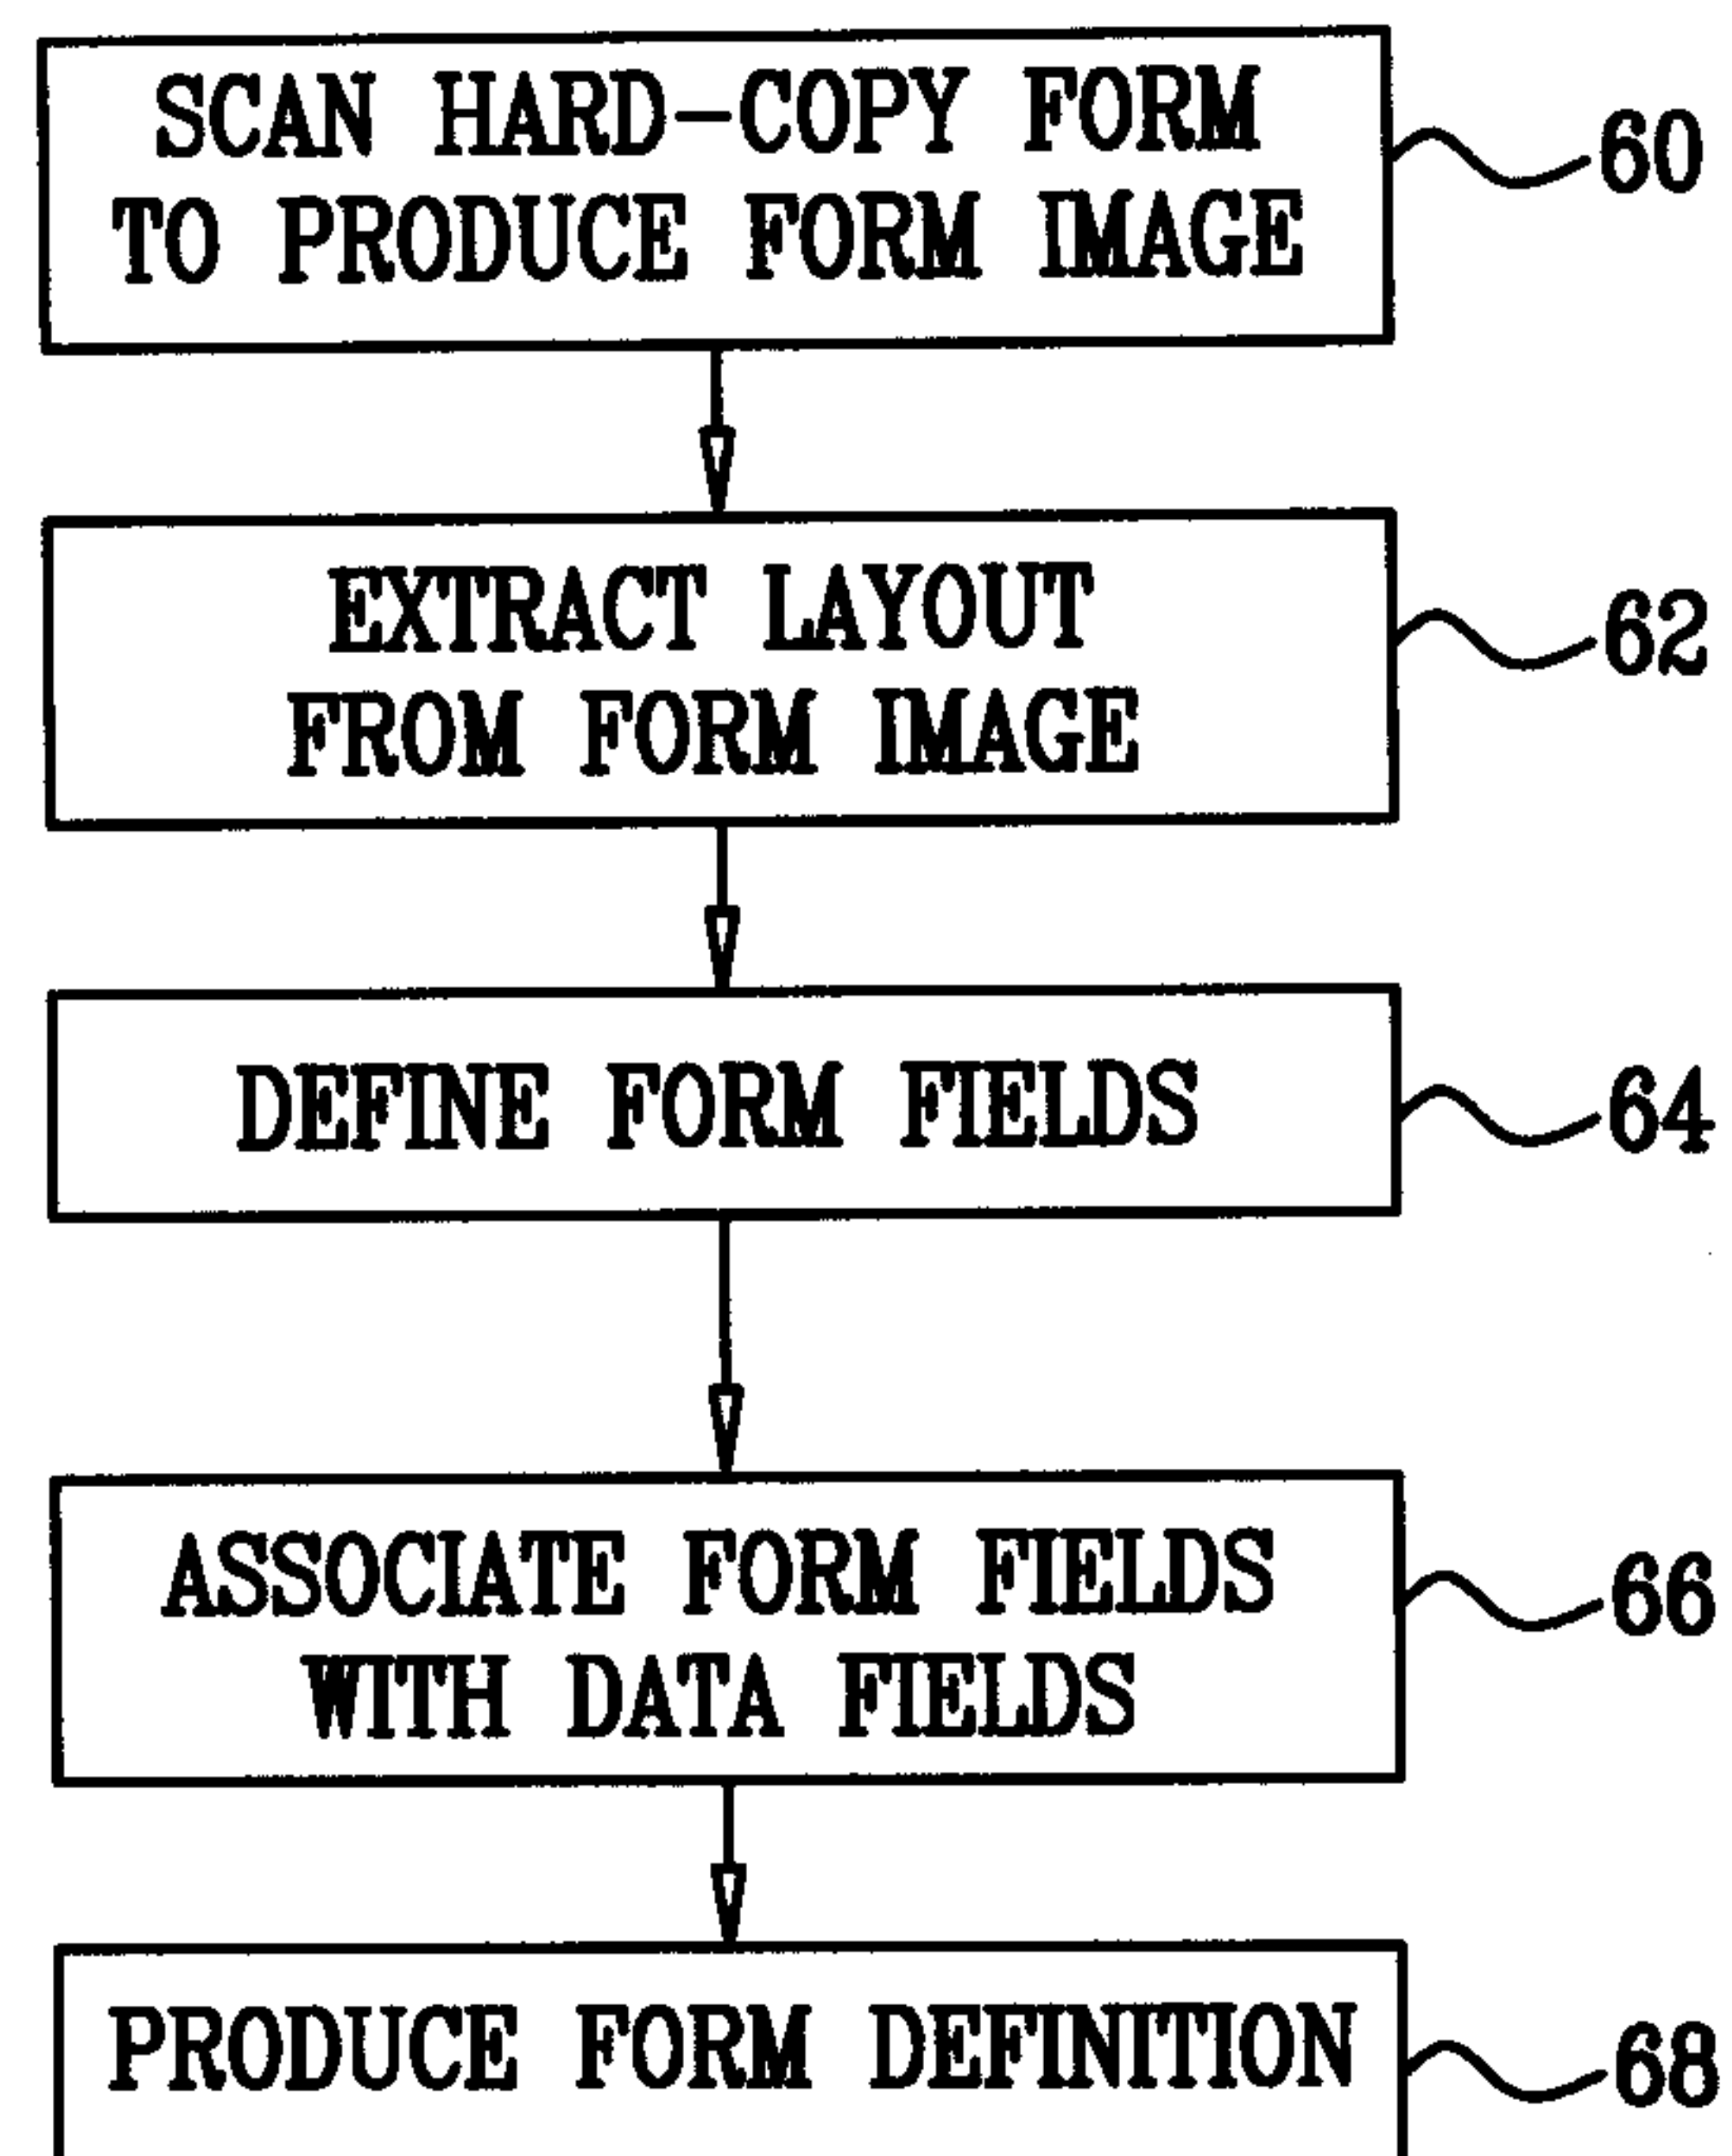 SCAN HARD-COPY FORM
TO PRODUCE FORM IMAGE
60
EXTRACT LAYOUT
FROM FORM IMAGE
62
DEFINE FORM FIELDS
64
ASSOCIATE FORM FIELDS
WITH DATA FIELDS
66
PRODUCE FORM DEFINITION
68